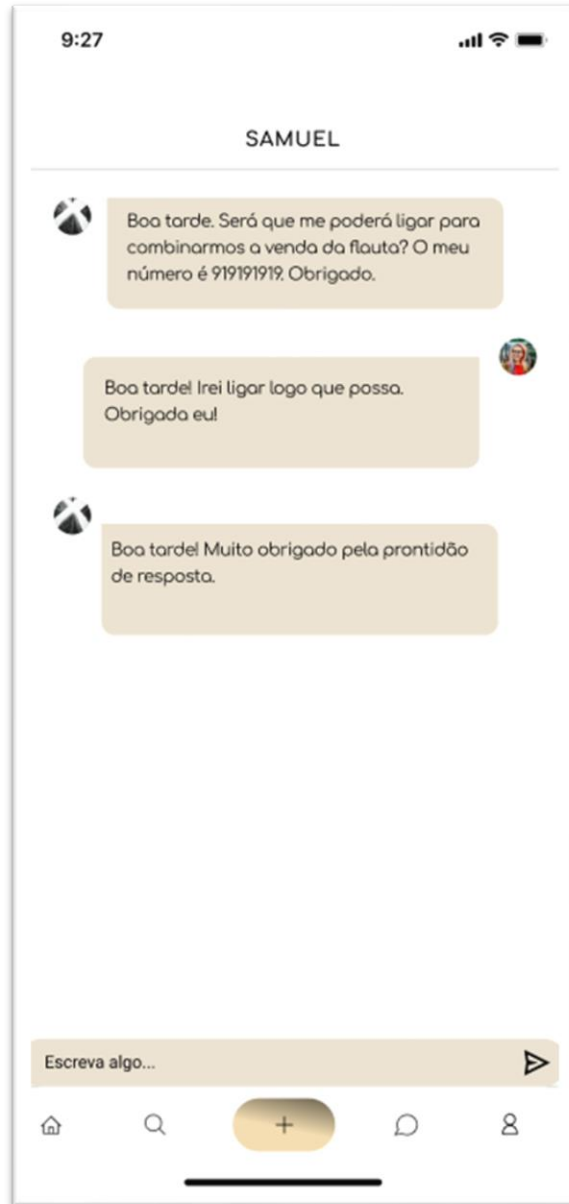 9:27
SAMUEL
Boa tarde. Será que me poderá ligar para
combinarmos a venda da flauta? O meu
número é 919191919. Obrigado.
Boa tarde! Irei ligar logo que possa.
Obrigada eu!
Boa tarde! Muito obrigado pela prontidão
de resposta.
Escreva algo...